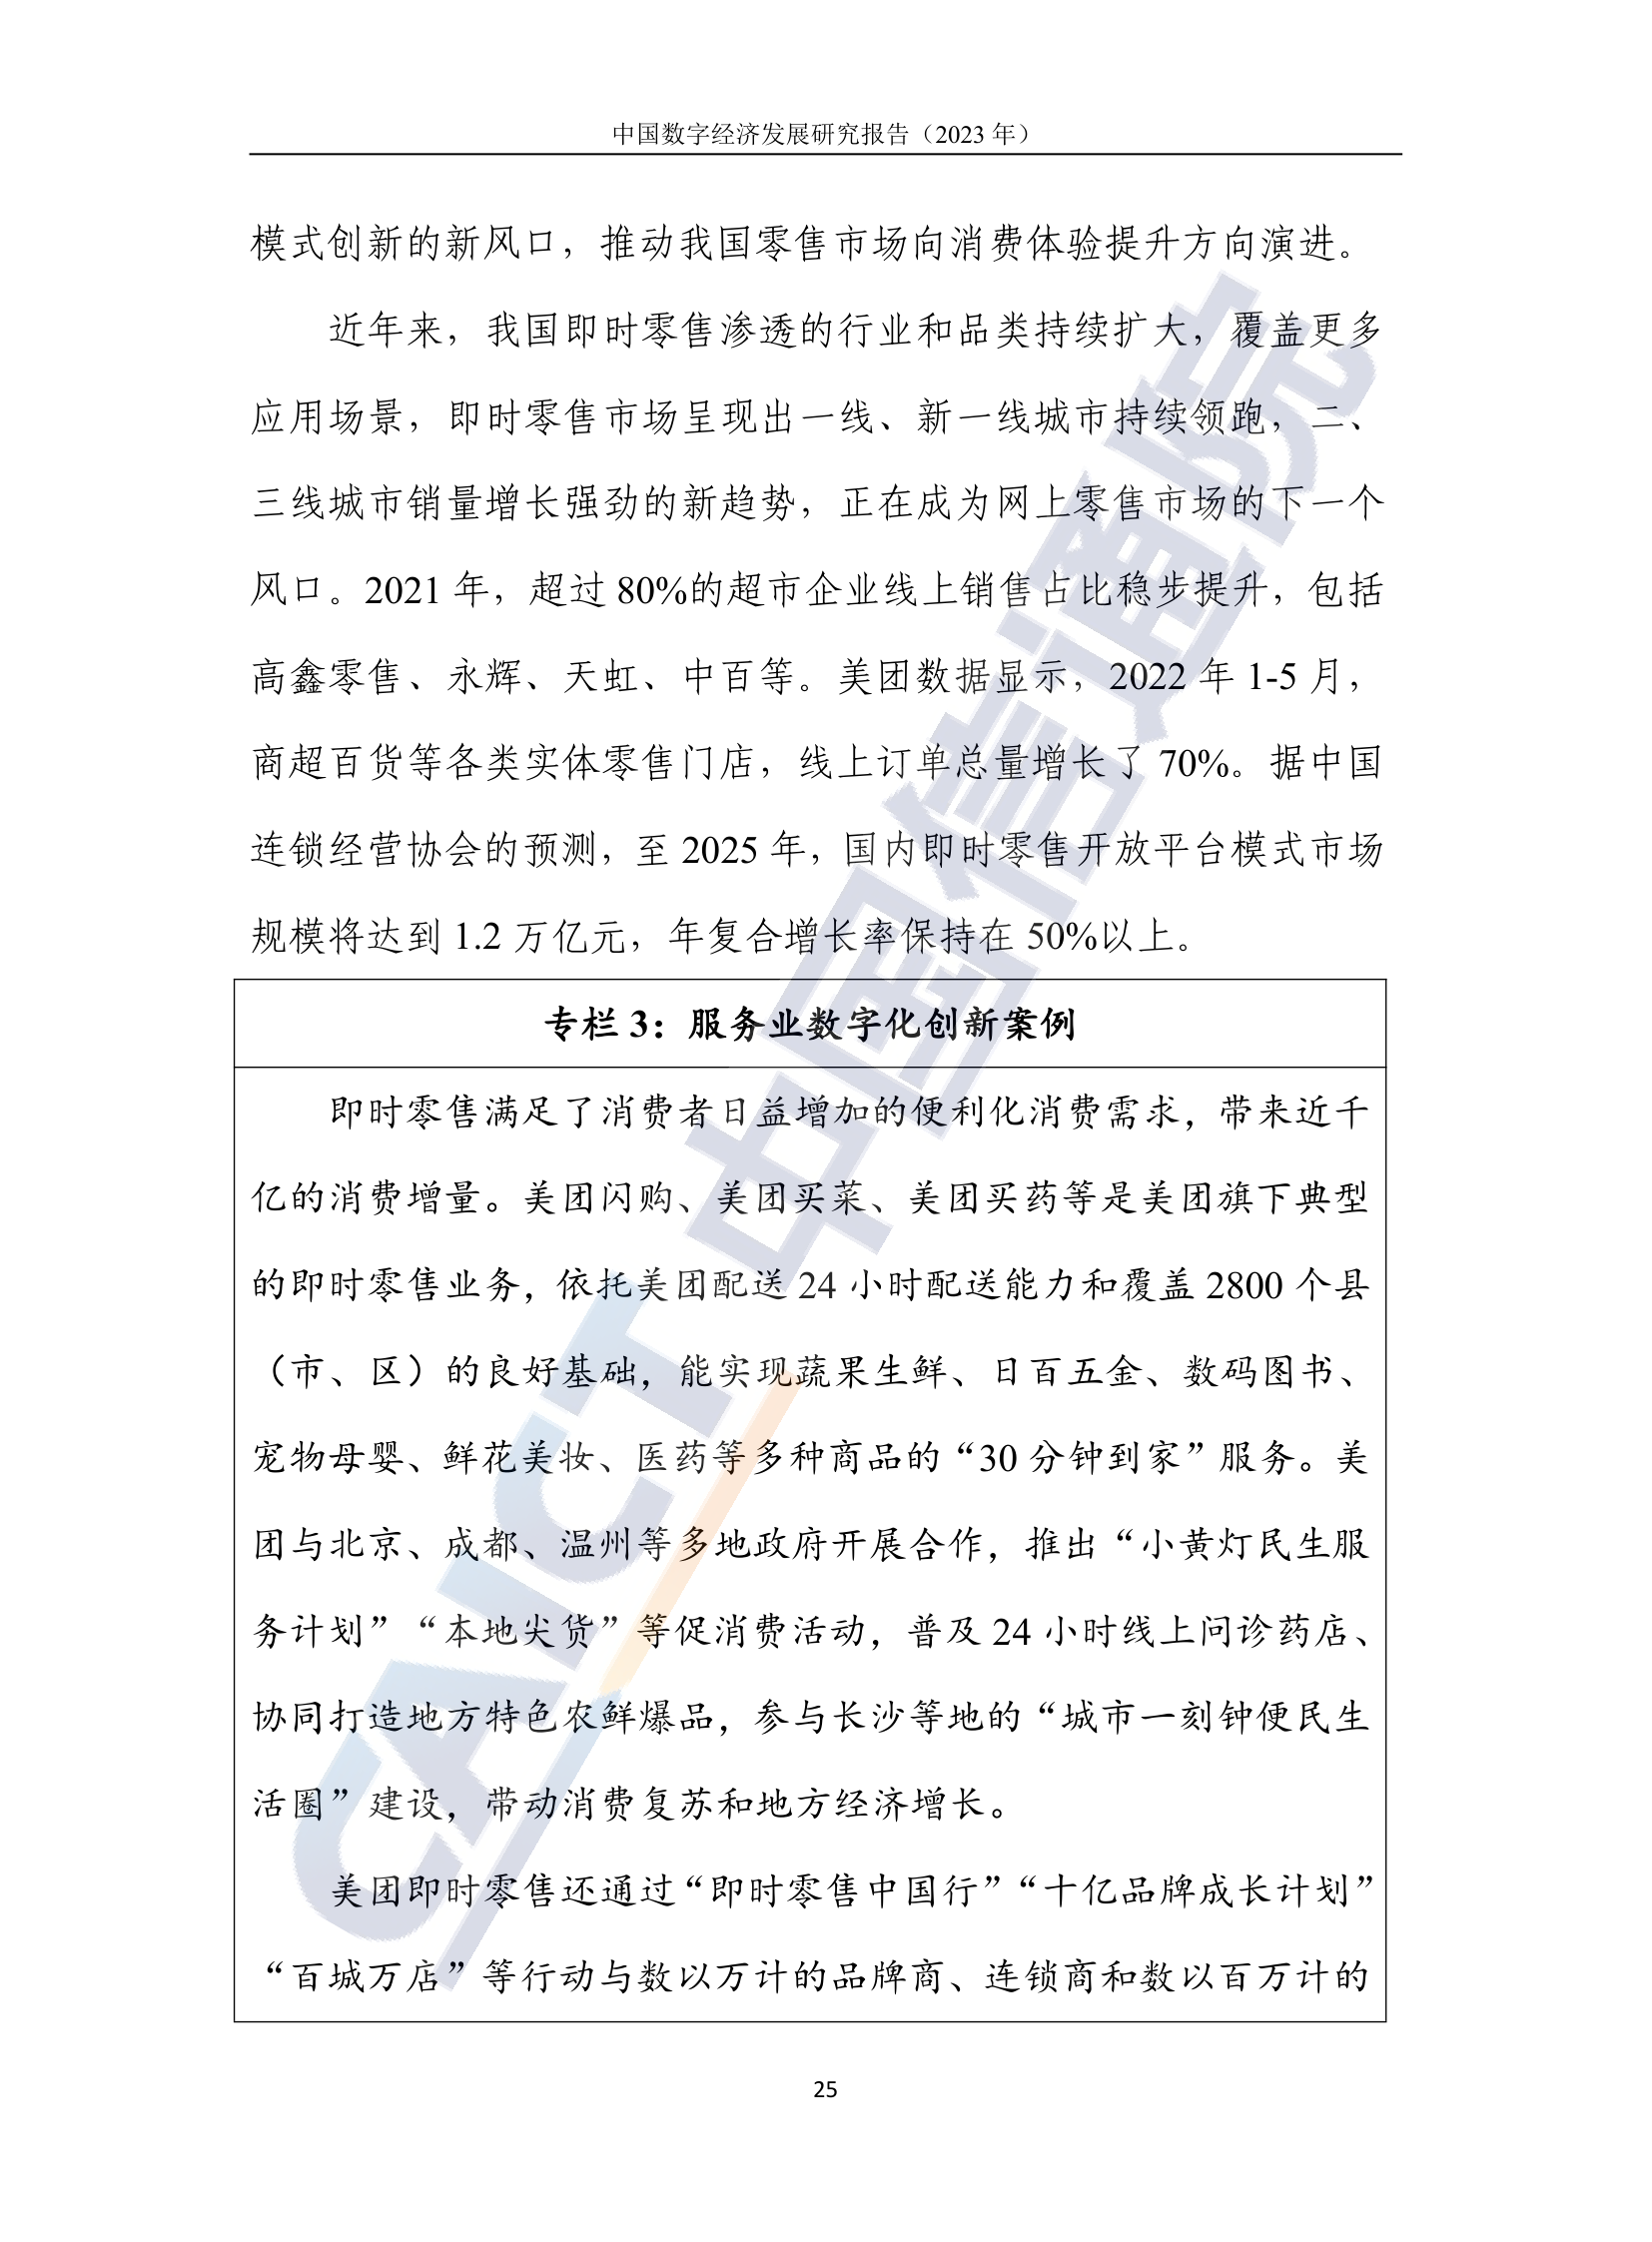 中国数字经济发展研究报告（2023 年）
模式创新的新风口，推动我国零售市场向消费体验提升方向演进。
近年来，我国即时零售渗透的行业和品类持续扩大，覆盖更多
应用场景，即时零售市场呈现出一线、新一线城市持续领跑，二、
三线城市销量增长强劲的新趋势，正在成为网上零售市场的下一个
风口。2021 年，超过 80%的超市企业线上销售占比稳步提升，包括
高鑫零售、永辉、天虹、中百等。美团数据显示，2022 年 1-5 月，
商超百货等各类实体零售门店，线上订单总量增长了 70%。据中国
连锁经营协会的预测，至 2025 年，国内即时零售开放平台模式市场
规模将达到 1.2 万亿元，年复合增长率保持在 50%以上。
专栏 3：服务业数字化创新案例
即时零售满足了消费者日益增加的便利化消费需求，带来近千
亿的消费增量。美团闪购、美团买菜、美团买药等是美团旗下典型
的即时零售业务，依托美团配送 24 小时配送能力和覆盖 2800 个县
（市、区）的良好基础，能实现蔬果生鲜、日百五金、数码图书、
宠物母婴、鲜花美妆、医药等多种商品的“30 分钟到家”服务。美
团与北京、成都、温州等多地政府开展合作，推出“小黄灯民生服
务计划”“本地尖货”等促消费活动，普及 24 小时线上问诊药店、
协同打造地方特色农鲜爆品，参与长沙等地的“城市一刻钟便民生
活圈”建设，带动消费复苏和地方经济增长。
美团即时零售还通过“即时零售中国行”“十亿品牌成长计划”
“百城万店”等行动与数以万计的品牌商、连锁商和数以百万计的
25
CAICT 中国信通院